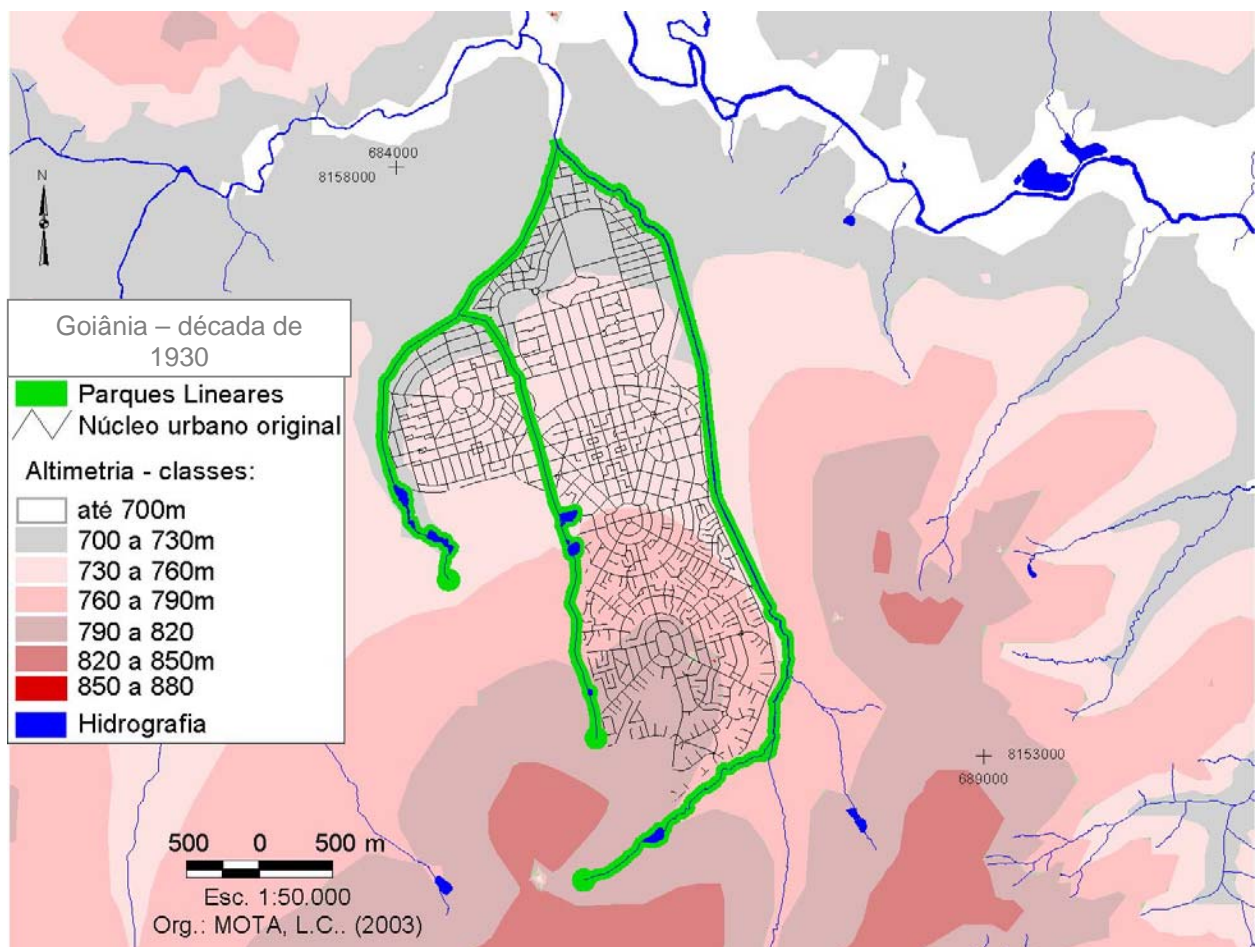 684000
8158000
N
Goiânia – década de
1930
Parques Lineares
Núcleo urbano original
Altimetria - classes:
até 700m
700 a 730m
730 a 760m
760 a 790m
790 a 820
820 a 850m
850 a 880
Hidrografia
8153000
689000
500 0 500 m
Esc. 1:50.000
Org.: MOTA, L.C.. (2003)